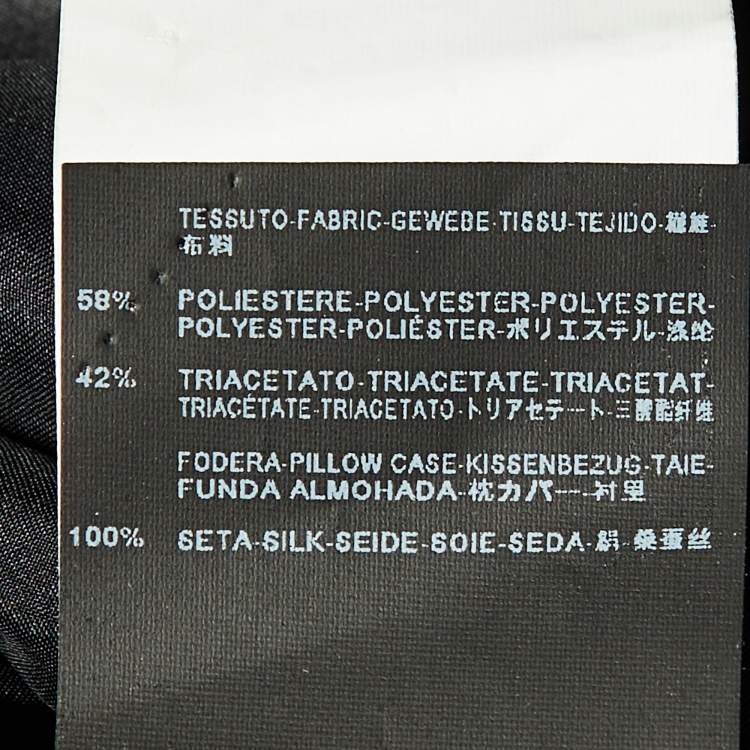 TESSUTO-FABRIC-GEWEBE-TISSU-TEJIDO-纖維-
布料
58% POLIESTERE-POLYESTER-POLYESTER-
POLYESTER-POLIÉSTER-ポリエステル-涤纶
42% TRIACETATO-TRIACETATE-TRIACETAT-
TRIACÉTATE-TRIACETATO-トリアセテート-三醋酯纤维
FODERA-PILLOW CASE-KISSENBEZUG-TAIE-
FUNDA ALMOHADA-枕カバー-衬里
100% SETA-SILK-SEIDE-SOIE-SEDA-絹-桑蚕丝